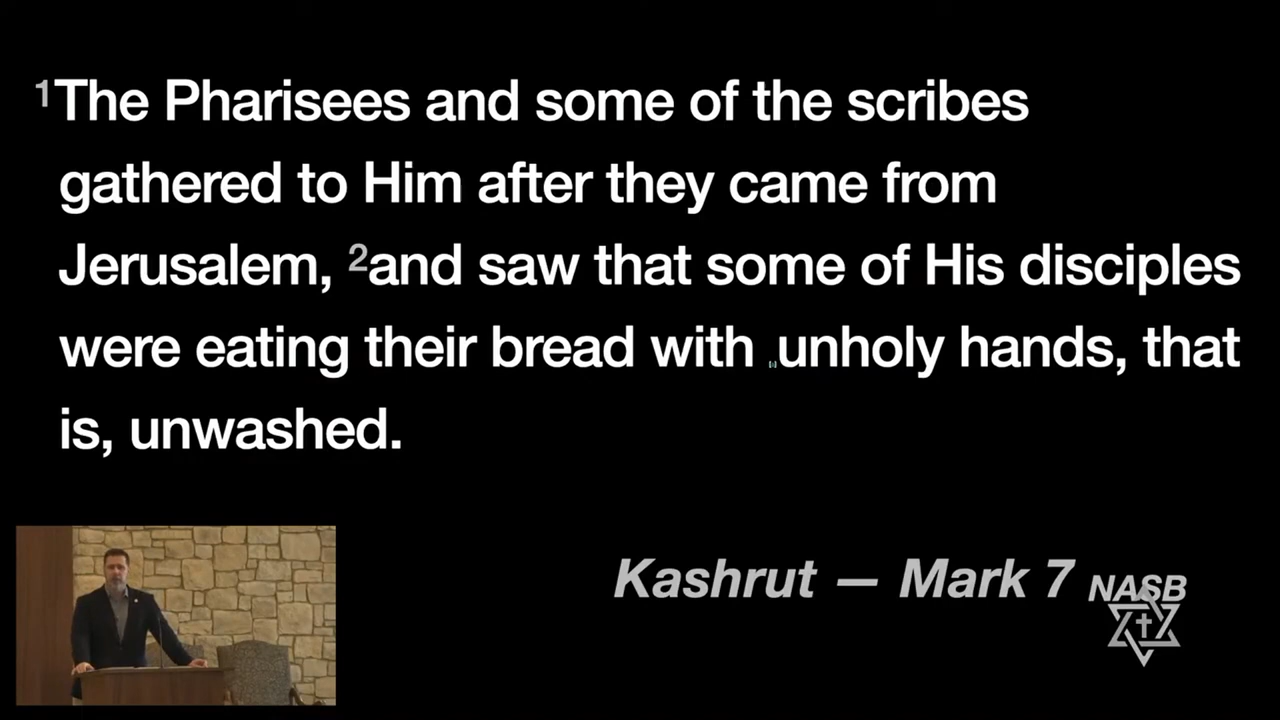 1The Pharisees and some of the scribes
gathered to Him after they came from
Jerusalem, 2and saw that some of His disciples
were eating their bread with unholy hands, that
is, unwashed.
Kashrut — Mark 7 NASB